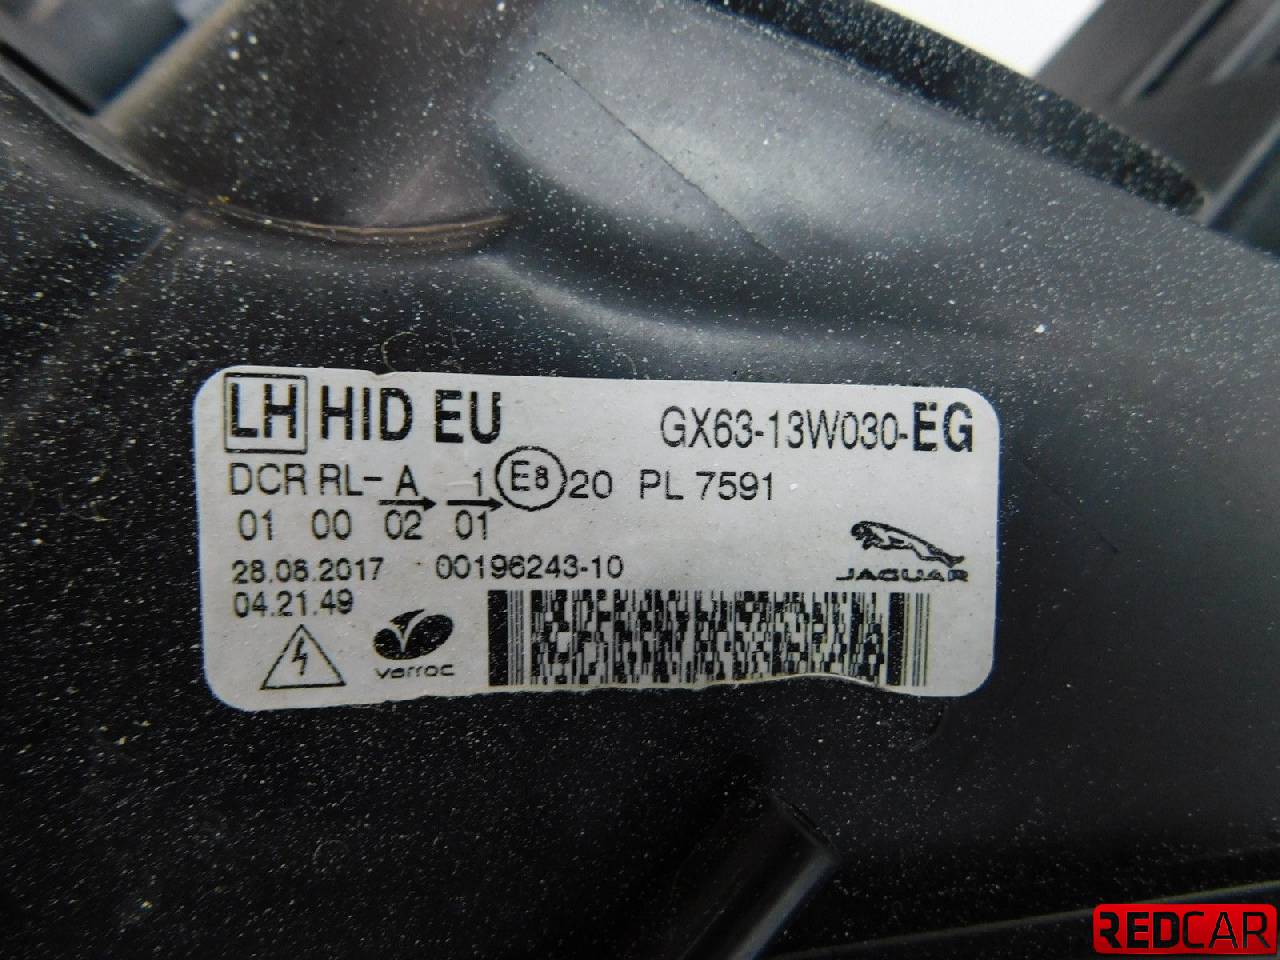 LH HID EU GX63-13W030-EG
DCR RL- A 1 E8 20 PL 7591
01 00 02 01
28.08.2017 00196243-10
04.21.49
JAGUAR
varroc
REDCAR